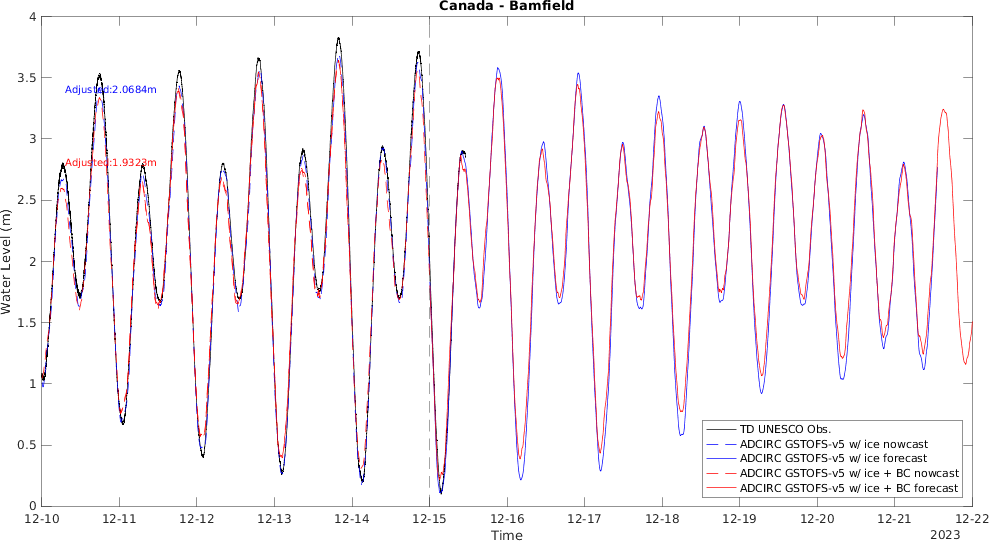 Canada - Bamfield
4
3.5
3
2.5
2
1.5
1
0.5
0
Water Level (m)
Adjusted:2.0684m
Adjusted:1.9323m
TD UNESCO Obs.
ADCIRC GSTOFS-v5 w/ ice nowcast
ADCIRC GSTOFS-v5 w/ ice forecast
ADCIRC GSTOFS-v5 w/ ice + BC nowcast
ADCIRC GSTOFS-v5 w/ ice + BC forecast
12-10 12-11 12-12 12-13 12-14 12-15 12-16 12-17 12-18 12-19 12-20 12-21 12-22
Time
2023